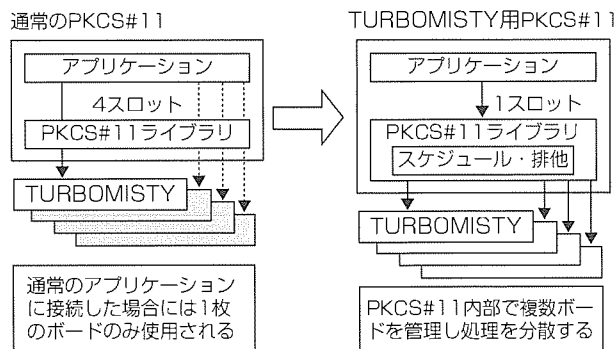 通常のPKCS#11
アプリケーション
4スロット
PKCS#11ライブラリ
TURBOMISTY
通常のアプリケーション
に接続した場合には1枚
のボードのみ使用される
TURBOMISTY用PKCS#11
アプリケーション
1スロット
PKCS#11ライブラリ
スケジュール・排他
TURBOMISTY
PKCS#11内部で複数ボー
ドを管理し処理を分散する